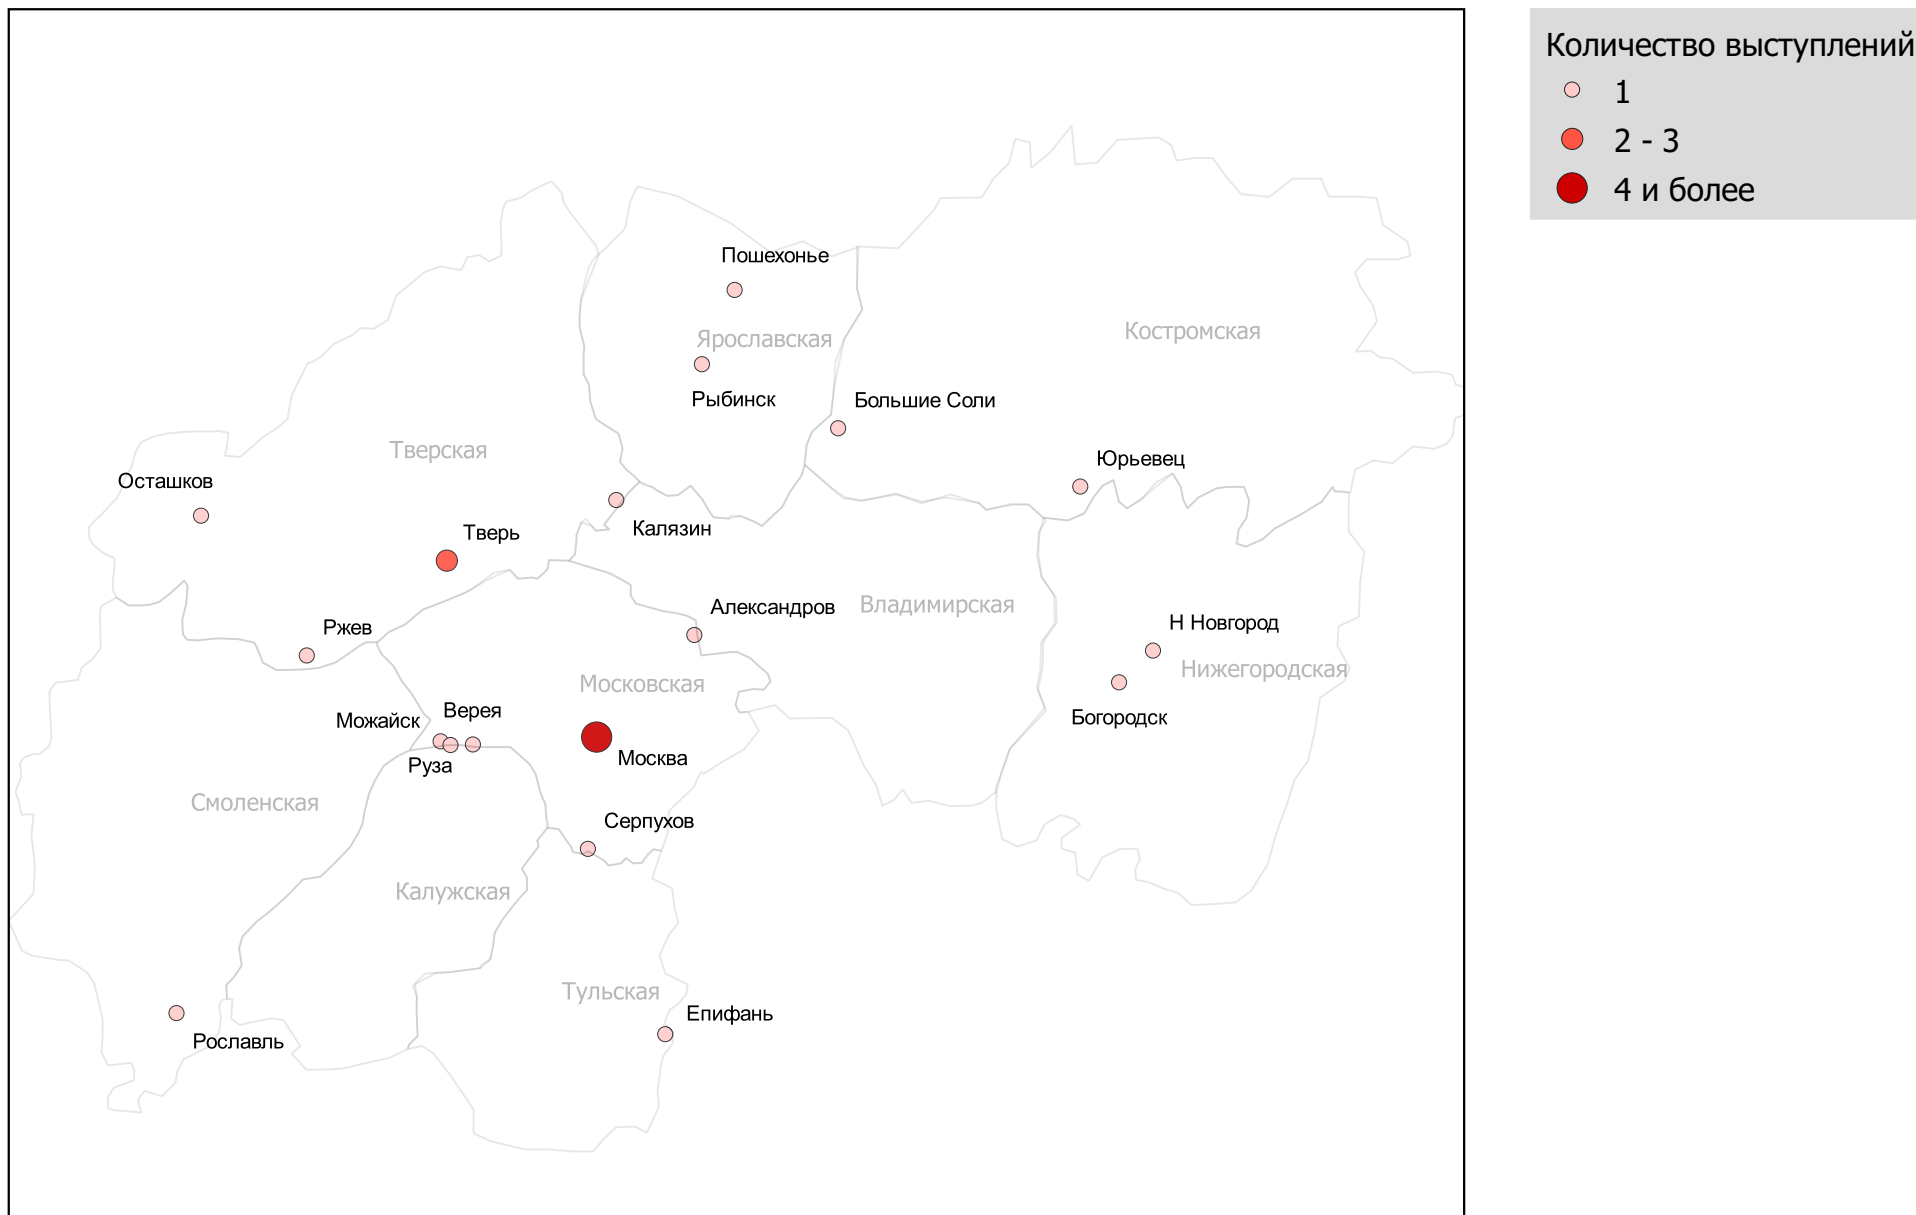 Количество выступлений
1
2 - 3
4 и более
Пошехонье
Ярославская
Костромская
Рыбинск
Большие Соли
Тверская
Юрьевец
Осташков
Калязин
Тверь
Александров
Владимирская
Н Новгород
Ржев
Нижегородская
Московская
Верея
Можайск
Богородск
Руза
Москва
Смоленская
Серпухов
Калужская
Тульская
Епифань
Рославль